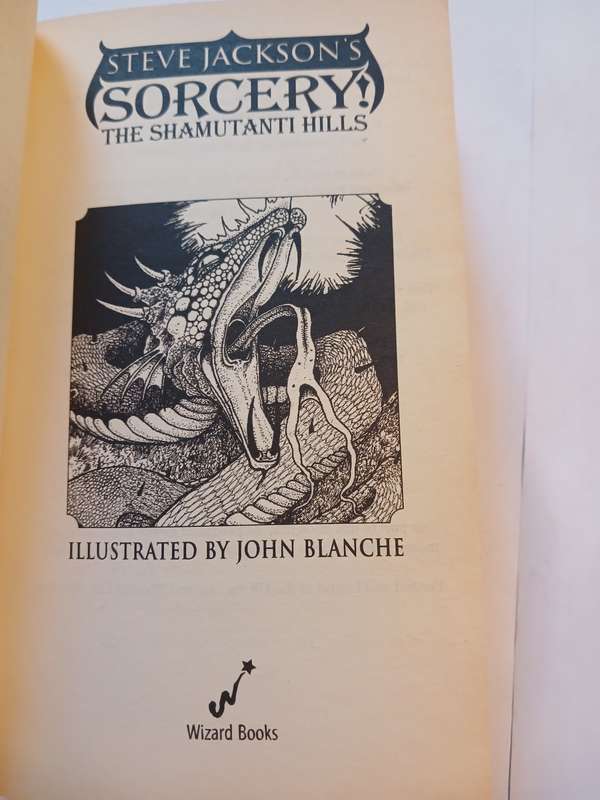 STEVE JACKSON'S
SORCERY!
THE SHAMUTANTI HILLS
ILLUSTRATED BY JOHN BLANCHE
Wizard Books